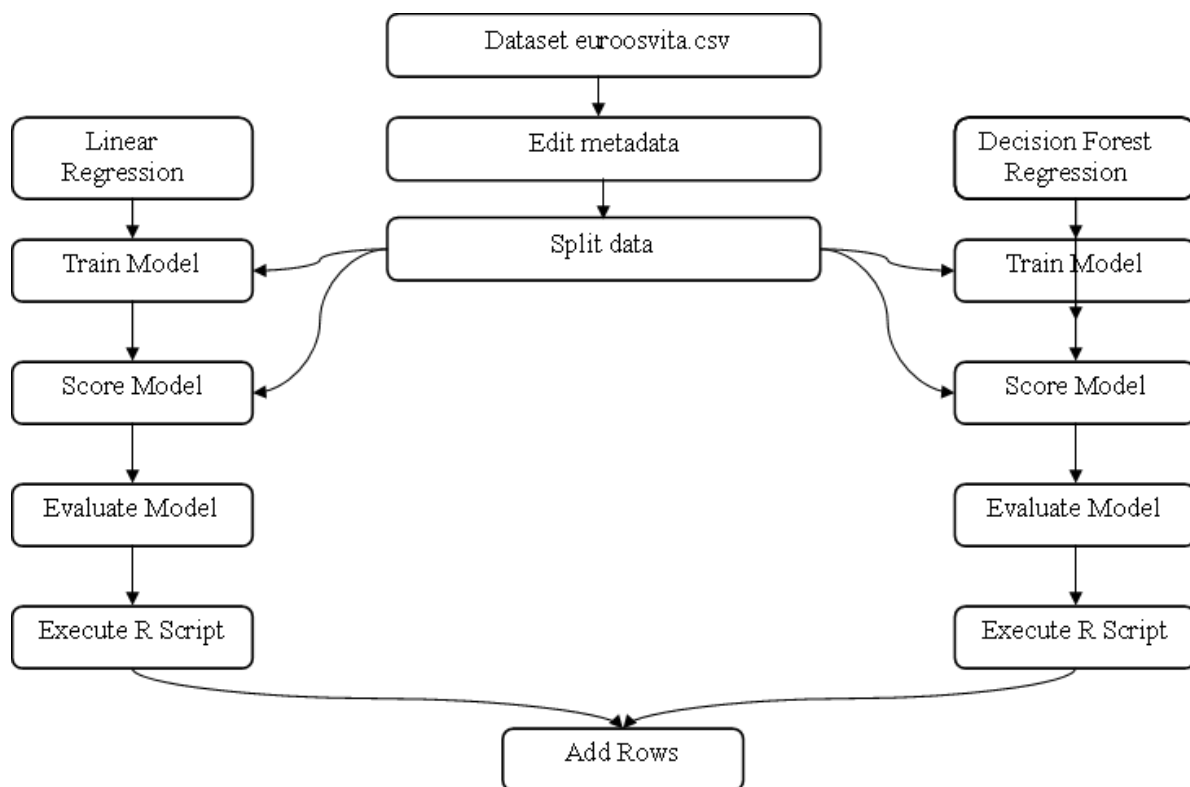 Dataset euroosvita.csv
Linear
Regression
Edit metadata
Decision Forest
Regression
Train Model
Split data
Train Model
Score Model
Score Model
Evaluate Model
Evaluate Model
Execute R Script
Execute R Script
Add Rows